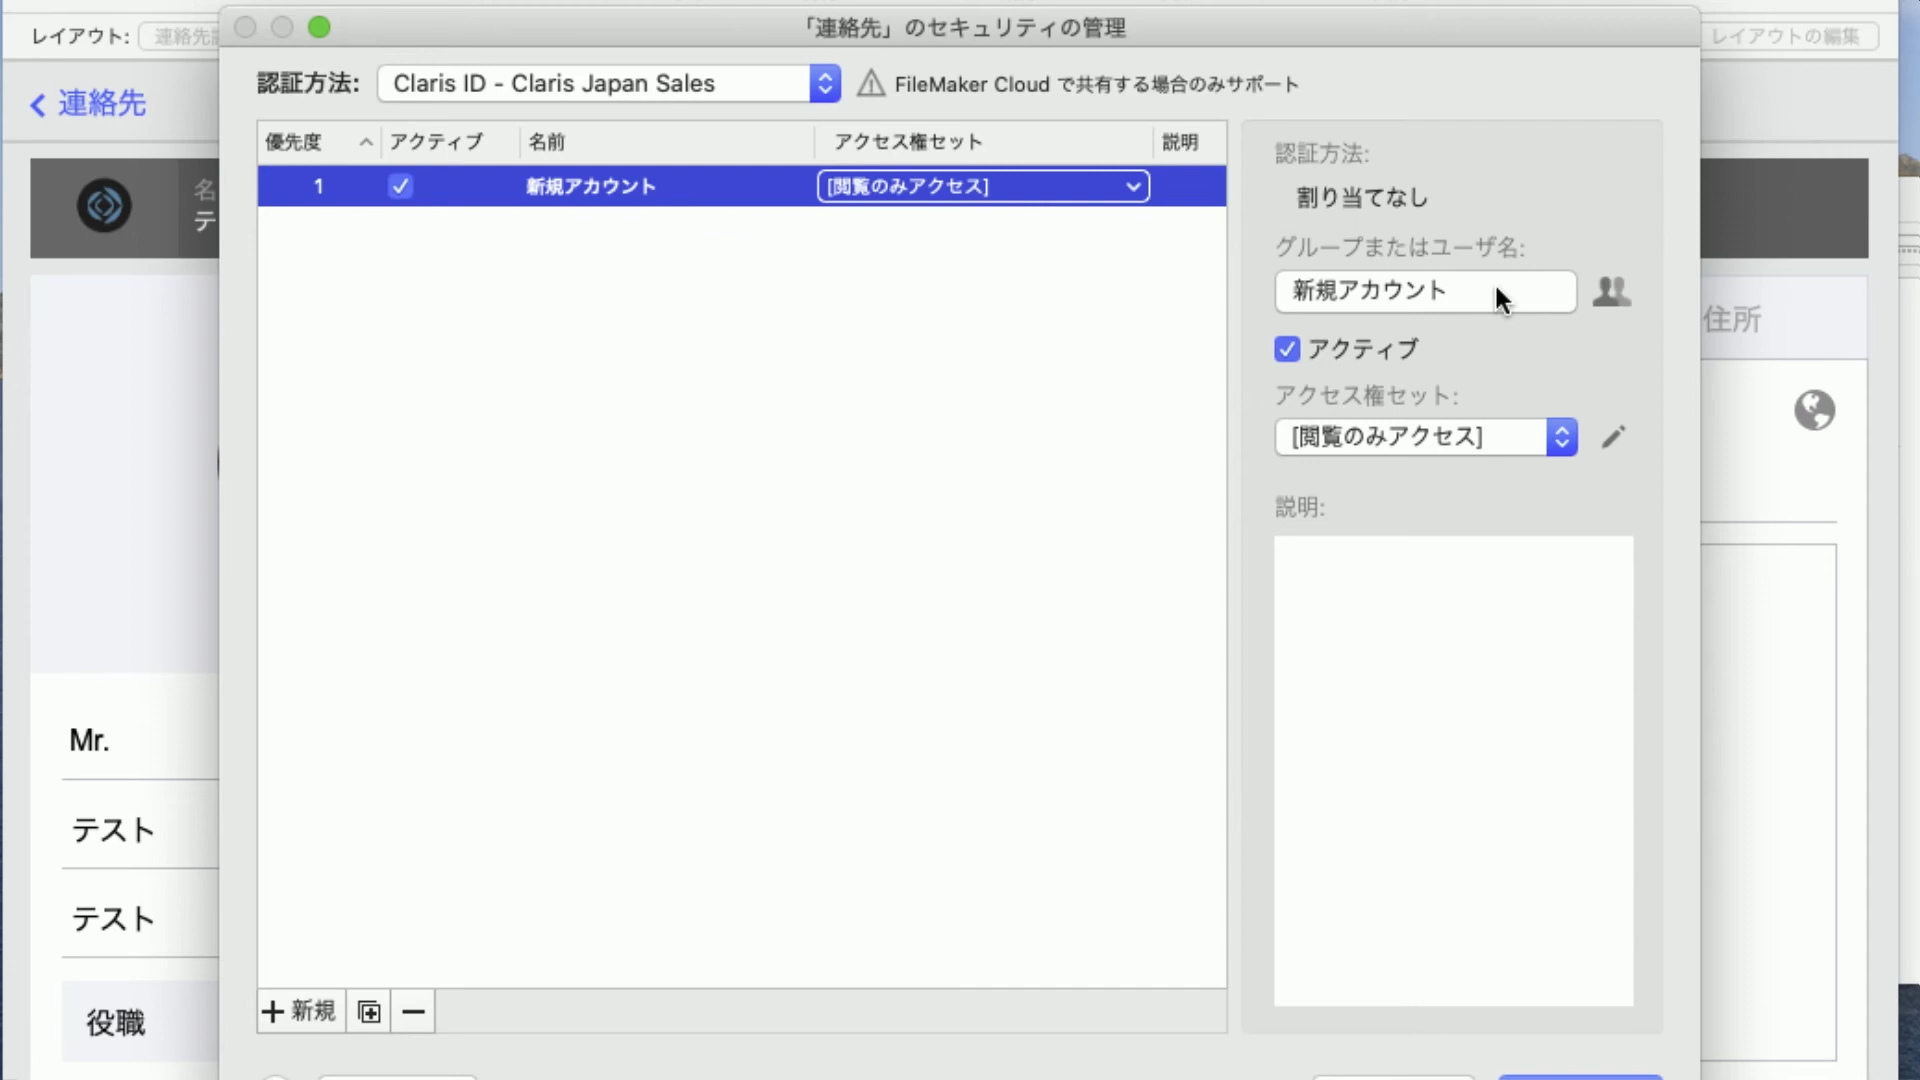 「連絡先」のセキュリティの管理
レイアウト: 連絡先
レイアウトの編集
認証方法: Claris ID - Claris Japan Sales FileMaker Cloud で共有する場合のみサポート
連絡先
優先度 アクティブ 名前 アクセス権セット 説明
1 新規アカウント [閲覧のみアクセス]
名
テ
認証方法:
割り当てなし
グループまたはユーザ名:
新規アカウント
アクティブ
アクセス権セット:
[閲覧のみアクセス]
説明:
住所
Mr.
テスト
テスト
役職
新規